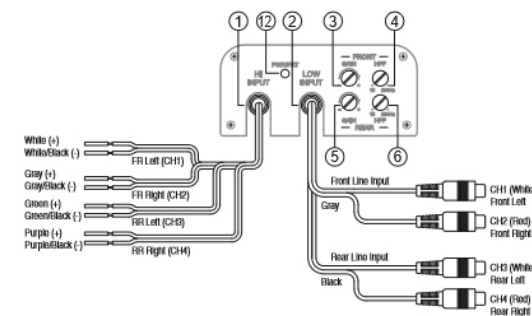 1 12 2 3 4
FRONT
PWR/PRT
GAIN HPF
HI INPUT
LOW INPUT
GAIN HPF
REAR
5 6
White (+)
White/Black (-)
FR Left (CH1)
Gray (+)
Gray/Black (-)
FR Right (CH2)
Green (+)
Green/Black (-)
RR Left (CH3)
Purple (+)
Purple/Black (-)
RR Right (CH4)
Front Line Input
Gray
CH1 (White
Front Left
CH2 (Red)
Front Right
Rear Line Input
Black
CH3 (White
Rear Left
CH4 (Red)
Rear Right